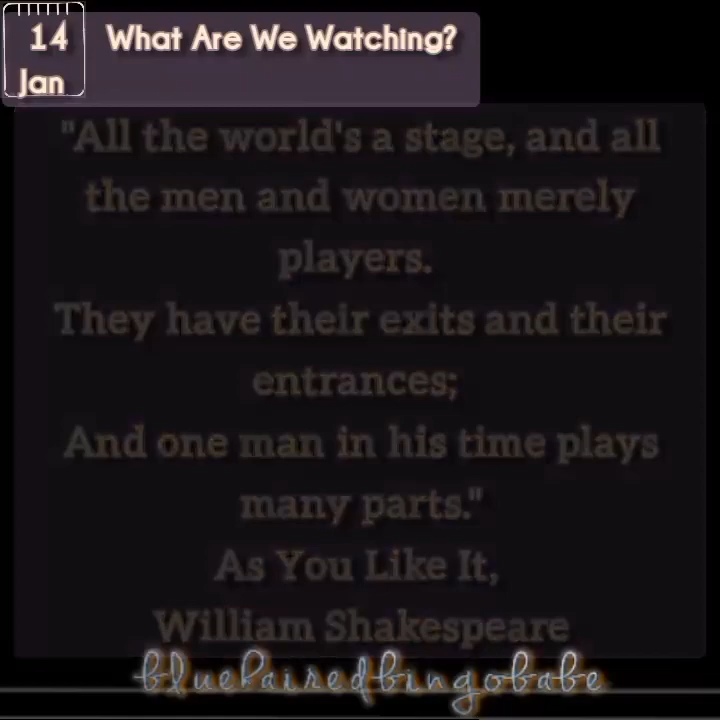 14
Jan
What Are We Watching?
"All the world's a stage, and all
the men and women merely
players.
They have their exits and their
entrances;
And one man in his time plays
many parts."
As You Like It,
William Shakespeare
bluehairedbingobabe